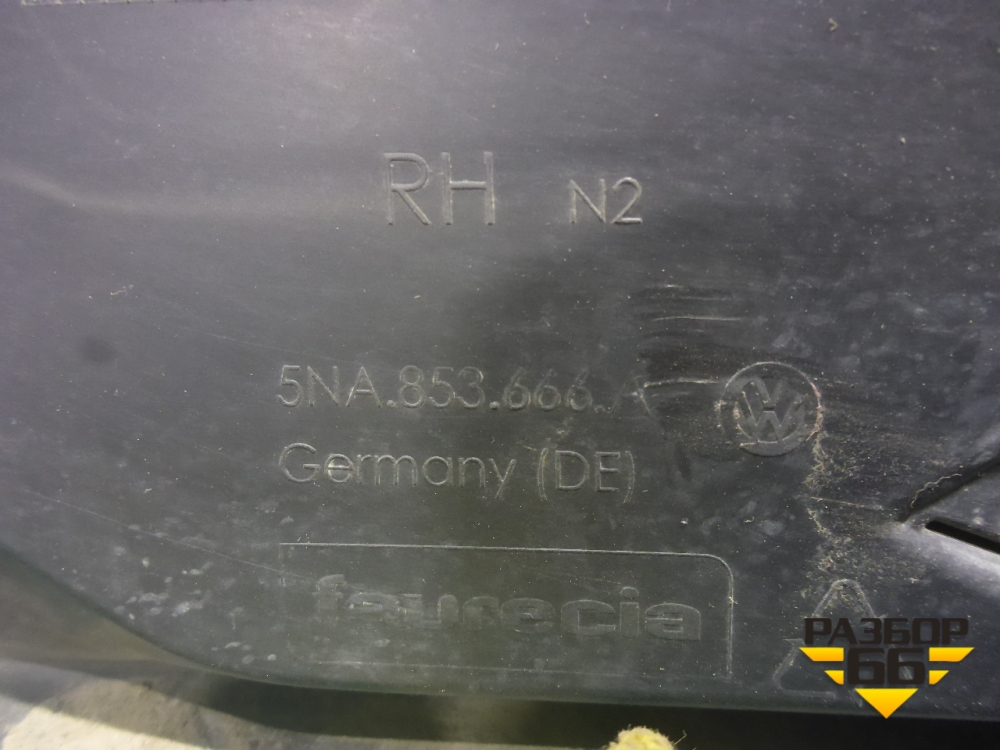 RH N2
5NA.853.666.A
Germany (DE)
faurecia
РАЗБОР
66